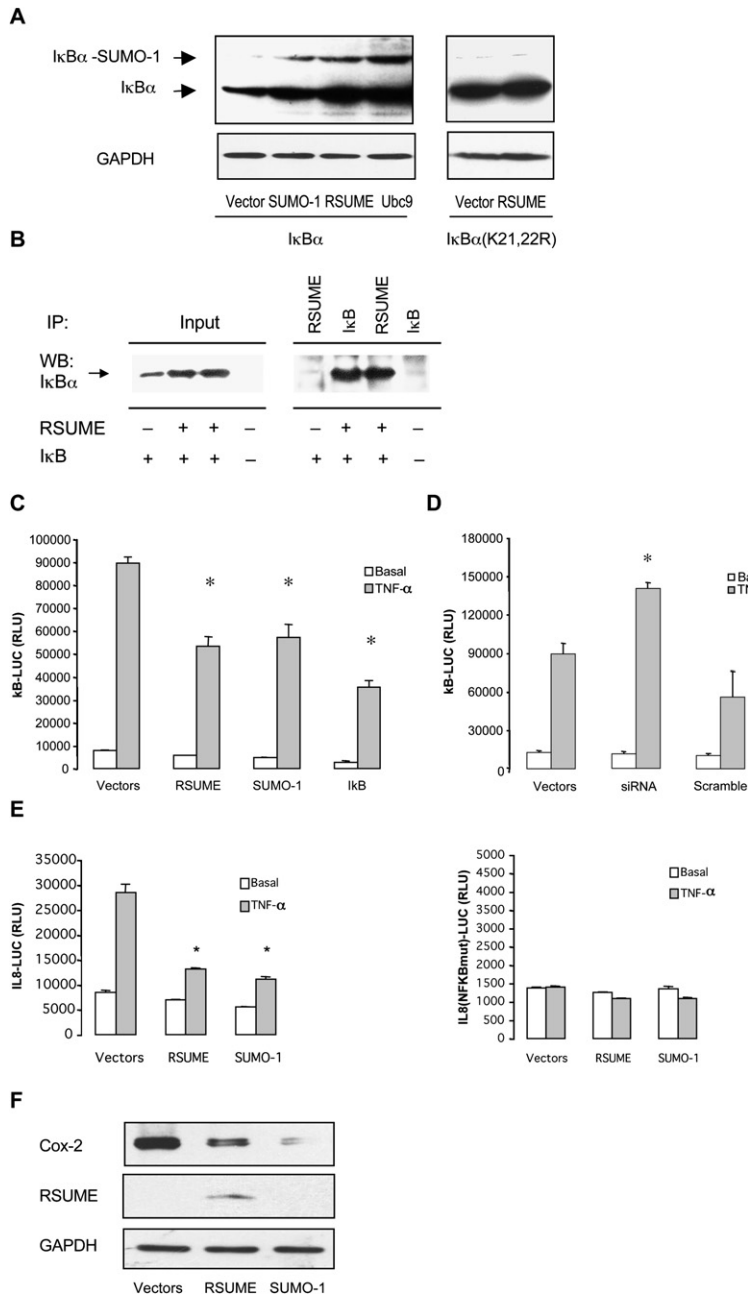 A
IκBα -SUMO-1
IκBα
GAPDH
Vector SUMO-1 RSUME Ubc9
Vector RSUME
IκBα
IκBα(K21,22R)
B
IP:
Input
RSUME
IκB
RSUME
IκB
WB:
IκBα
RSUME
– + + –
– + + –
IκB
+ + + –
+ + + –
C
kB-LUC (RLU)
100000
90000
80000
70000
60000
50000
40000
30000
20000
10000
0
*
*
*
Basal
TNF-α
Vectors RSUME SUMO-1 IkB
D
kB-LUC (RLU)
180000
150000
120000
90000
60000
30000
0
*
Ba
TN
Vectors siRNA Scramble
E
IL8-LUC (RLU)
35000
30000
25000
20000
15000
10000
5000
0
*
*
Basal
TNF-α
Vectors RSUME SUMO-1
IL8(NFKBmut)-LUC (RLU)
5000
4500
4000
3500
3000
2500
2000
1500
1000
500
0
Basal
TNF-α
Vectors RSUME SUMO-1
F
Cox-2
RSUME
GAPDH
Vectors RSUME SUMO-1